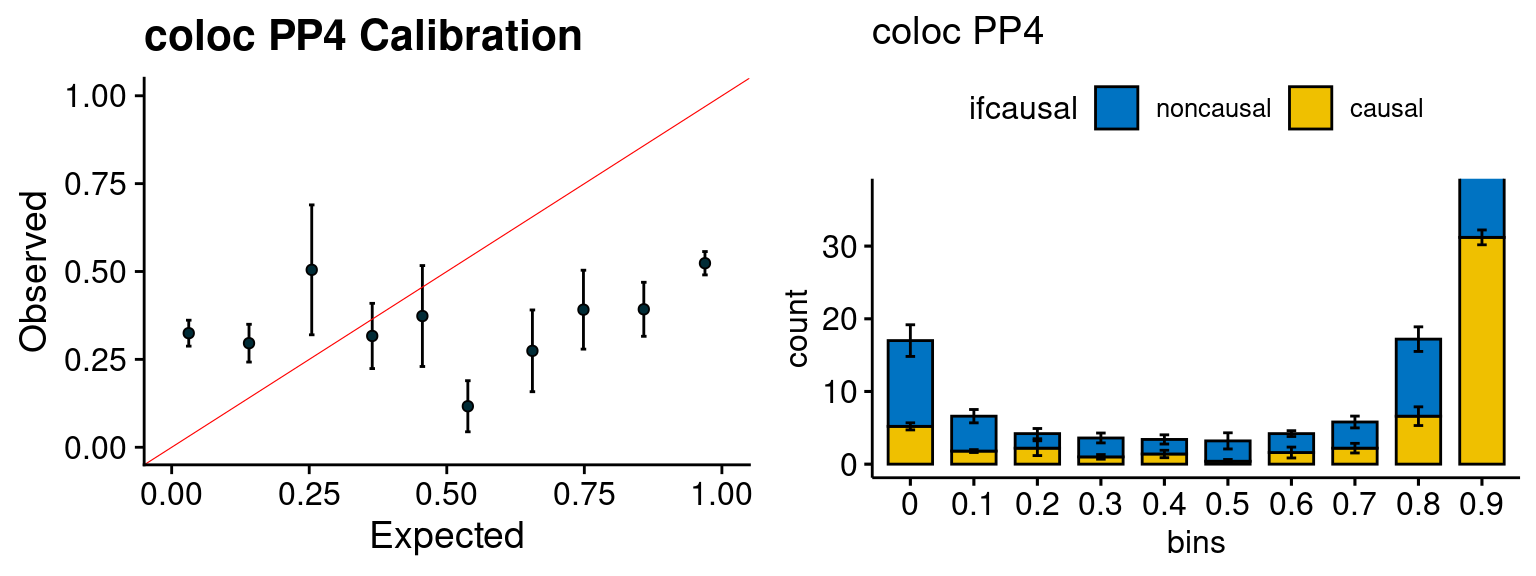 coloc PP4 Calibration
Observed
1.00
0.75
0.50
0.25
0.00
0.00 0.25 0.50 0.75 1.00
Expected
coloc PP4
ifcausal noncausal causal
count
30
20
10
0
0 0.1 0.2 0.3 0.4 0.5 0.6 0.7 0.8 0.9
bins